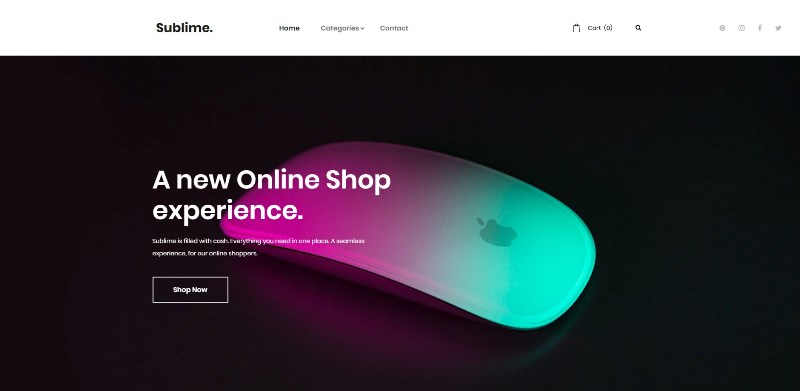 Sublime.
Home
Categories
Contact
Cart (0)
A new Online Shop
experience.
Sublime is filled with cash. Everything you need in one place. A seamless
experience, for our online shoppers.
Shop Now